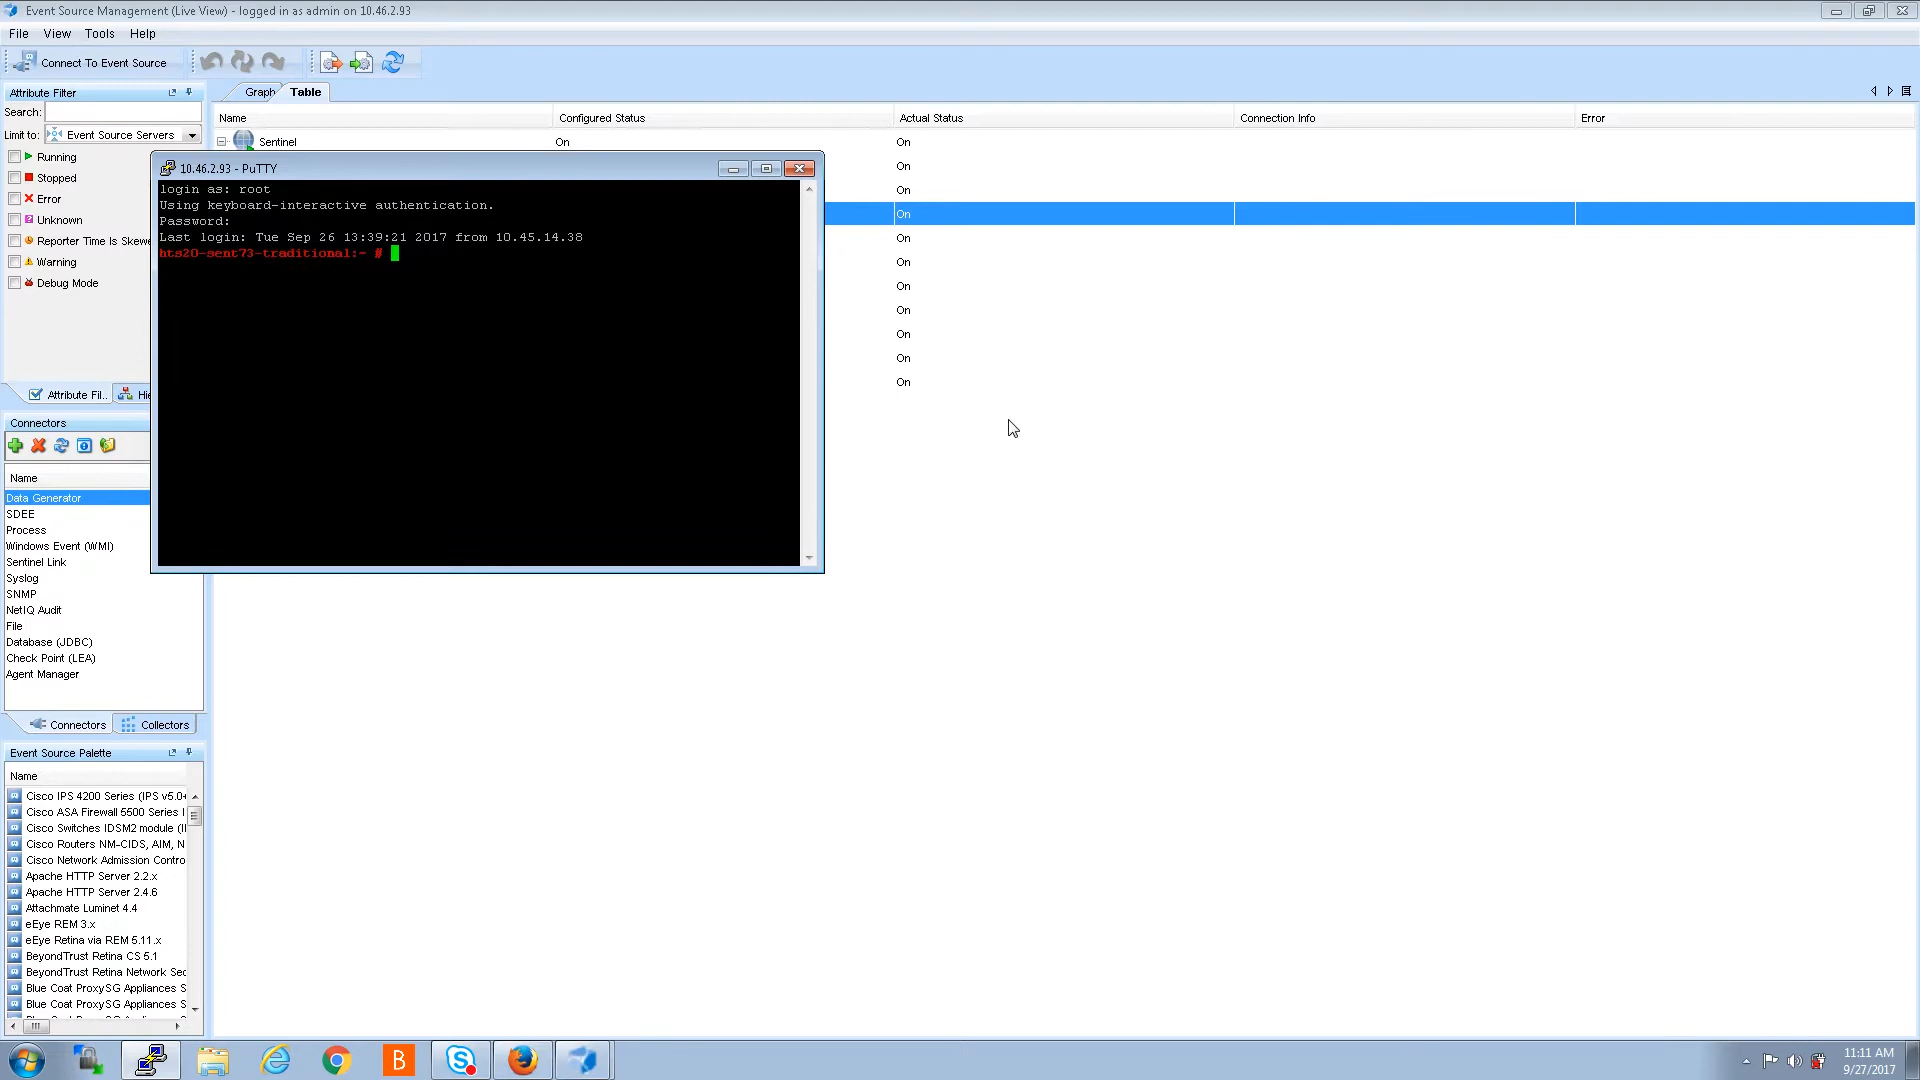 Event Source Management (Live View) - logged in as admin on 10.46.2.93
File View Tools Help
Connect To Event Source
Attribute Filter
Search:
Limit to: Event Source Servers
Running
Stopped
Error
Unknown
Reporter Time Is Skewe
Warning
Debug Mode
Attribute Fil.. Hie
Connectors
Name
Data Generator
SDEE
Process
Windows Event (WMI)
Sentinel Link
Syslog
SNMP
NetIQ Audit
File
Database (JDBC)
Check Point (LEA)
Agent Manager
Connectors Collectors
Event Source Palette
Name
Cisco IPS 4200 Series (IPS v5.0+
Cisco ASA Firewall 5500 Series I
Cisco Switches IDSM2 module (I
Cisco Routers NM-CIDS, AIM, N
Cisco Network Admission Contro
Apache HTTP Server 2.2.x
Apache HTTP Server 2.4.6
Attachmate Luminet 4.4
eEye REM 3.x
eEye Retina via REM 5.11.x
BeyondTrust Retina CS 5.1
BeyondTrust Retina Network Sec
Blue Coat ProxySG Appliances S
Blue Coat ProxySG Appliances S
Graph Table
Name Configured Status Actual Status Connection Info Error
Sentinel On On
On
On
On
On
On
On
On
On
On
On
10.46.2.93 - PuTTY
login as: root
Using keyboard-interactive authentication.
Password:
Last login: Tue Sep 26 13:39:21 2017 from 10.45.14.38
hts20-sent73-traditional:~ #
B
11:11 AM
9/27/2017